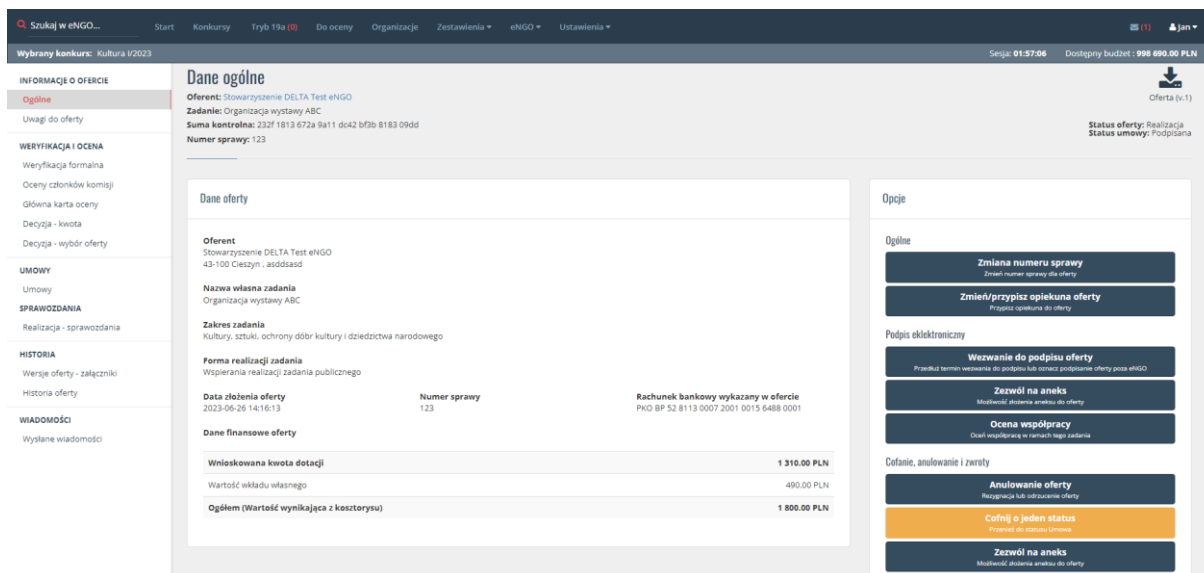 Szukaj w eNGO...
Start Konkursy Tryb 19a (0) Do oceny Organizacje Zestawienia eNGO Ustawienia (1) Jan
Wybrany konkurs: Kultura I/2023 Sesja: 01:57:06 Dostępny budżet : 998 690.00 PLN
INFORMACJE O OFERCIE
Ogólne
Uwagi do oferty
WERYFIKACJA I OCENA
Weryfikacja formalna
Oceny członków komisji
Główna karta oceny
Decyzja - kwota
Decyzja - wybór oferty
UMOWY
Umowy
SPRAWOZDANIA
Realizacja - sprawozdania
HISTORIA
Wersje oferty - załączniki
Historia oferty
WIADOMOŚCI
Wysłane wiadomości
Dane ogólne
Oferent: Stowarzyszenie DELTA Test eNGO
Zadanie: Organizacja wystawy ABC
Suma kontrolna: 232f 1813 672a 9a11 dc42 bf3b 8183 09dd
Numer sprawy: 123
Oferta (v.1)
Status oferty: Realizacja
Status umowy: Podpisana
Dane oferty
Oferent
Stowarzyszenie DELTA Test eNGO
43-100 Cieszyn , asddsasd
Nazwa własna zadania
Organizacja wystawy ABC
Zakres zadania
Kultury, sztuki, ochrony dóbr kultury i dziedzictwa narodowego
Forma realizacji zadania
Wspierania realizacji zadania publicznego
Data złożenia oferty Numer sprawy Rachunek bankowy wykazany w ofercie
2023-06-26 14:16:13 123 PKO BP 52 8113 0007 2001 0015 6488 0001
Dane finansowe oferty
Wnioskowana kwota dotacji 1 310.00 PLN
Wartość wkładu własnego 490.00 PLN
Ogółem (Wartość wynikająca z kosztorysu) 1 800.00 PLN
Opcje
Ogólne
Zmiana numeru sprawy
Zmień numer sprawy dla oferty
Zmień/przypisz opiekuna oferty
Przypisz opiekuna do oferty
Podpis eklektroniczny
Wezwanie do podpisu oferty
Przedłuż termin wezwania do podpisu lub oznacz podpisanie oferty poza eNGO
Zezwól na aneks
Możliwość złożenia aneksu do oferty
Ocena współpracy
Oceń współpracę w ramach tego zadania
Cofanie, anulowanie i zwroty
Anulowanie oferty
Rezygnacja lub odrzucenie oferty
Cofnij o jeden status
Przenieś do statusu Umowa
Zezwól na aneks
Możliwość złożenia aneksu do oferty